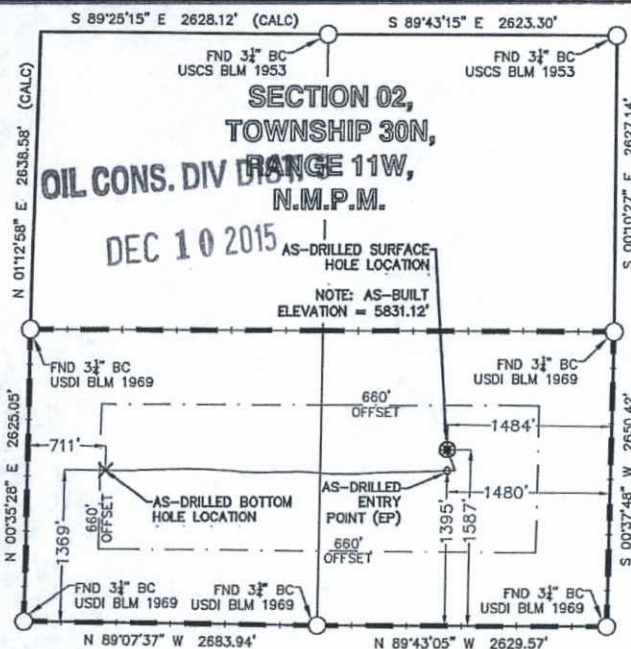 S 89°25'15" E 2628.12' (CALC)
S 89°43'15" E 2623.30'
FND 3¼" BC
USCS BLM 1953
FND 3¼" BC
USCS BLM 1953
N 01°12'58" E 2638.58' (CALC)
S 00°10'27" E 2627.14'
SECTION 02,
TOWNSHIP 30N,
RANGE 11W,
N.M.P.M.
OIL CONS. DIV DIST.
DEC 10 2015
AS-DRILLED SURFACE
HOLE LOCATION
NOTE: AS-BUILT
ELEVATION = 5831.12'
FND 3¼" BC
USDI BLM 1969
FND 3¼" BC
USDI BLM 1969
660'
OFFSET
1484'
711'
N 00°35'28" E 2625.05'
S 00°37'48" W 2650.42'
AS-DRILLED BOTTOM
HOLE LOCATION
AS-DRILLED
ENTRY
POINT (EP)
1480'
660'
OFFSET
1369'
1395'
1587'
660'
OFFSET
FND 3¼" BC
USDI BLM 1969
FND 3¼" BC
USDI BLM 1969
FND 3¼" BC
USDI BLM 1969
N 89°07'37" W 2683.94'
N 89°43'05" W 2629.57'